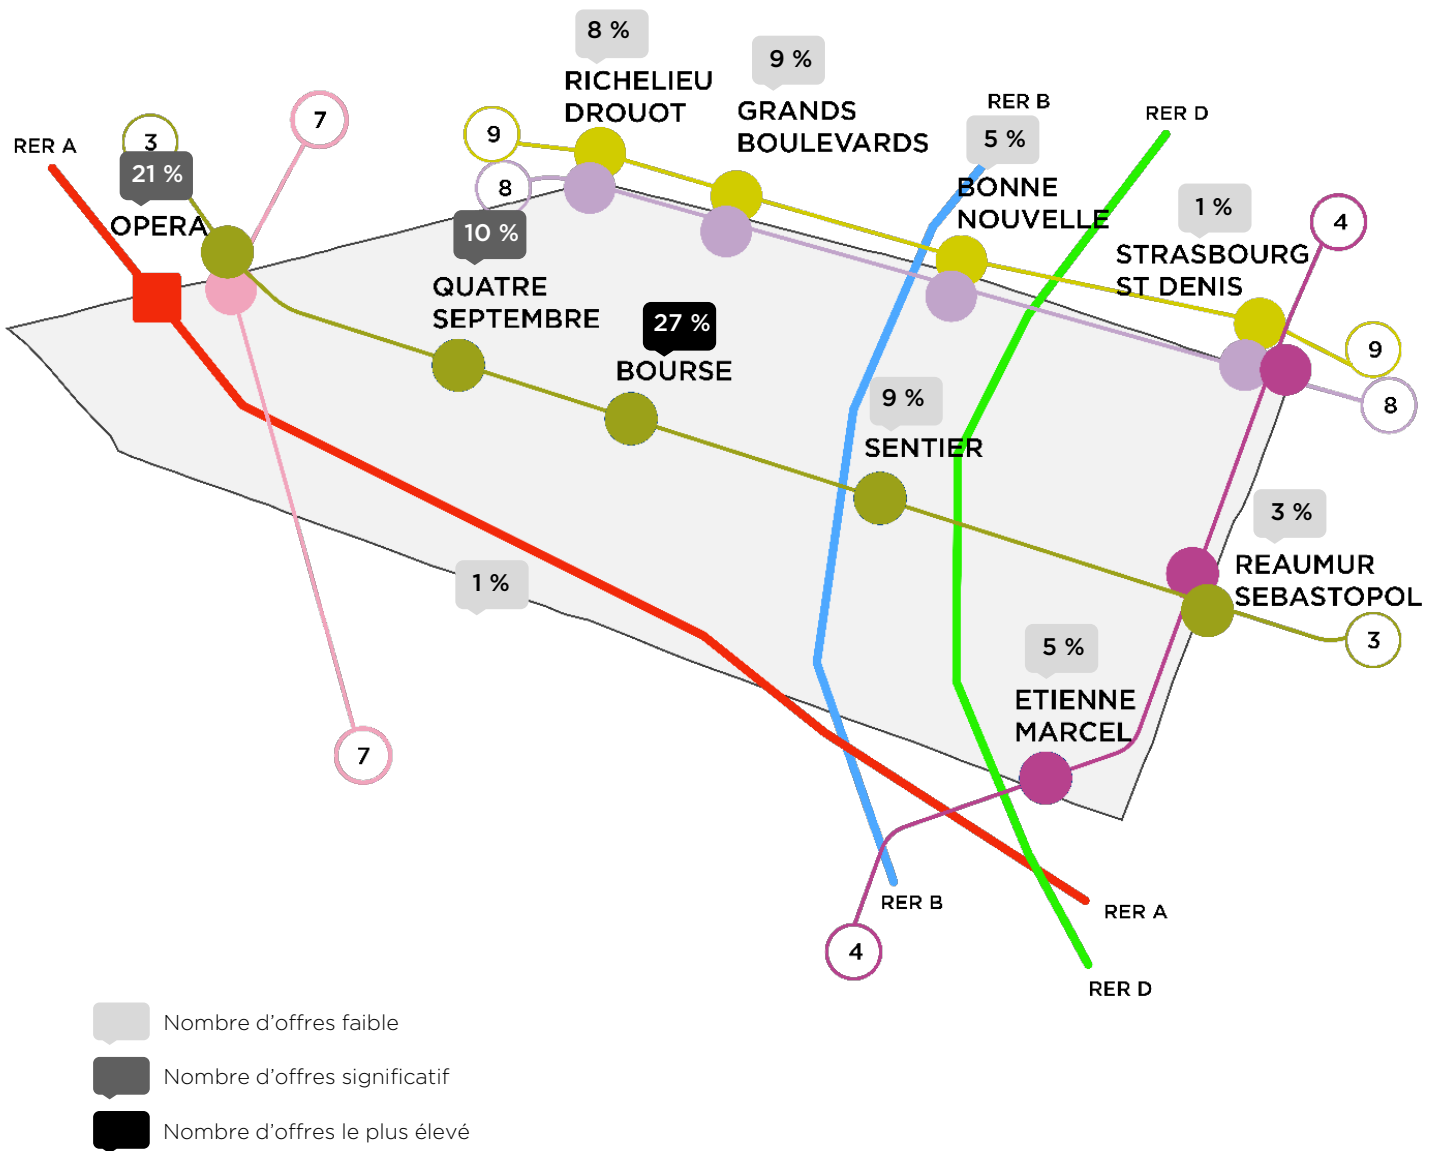 8 %
RICHELIEU
DROUOT
9 %
GRANDS
BOULEVARDS
RER B
5 %
BONNE
NOUVELLE
RER D
1 %
STRASBOURG
ST DENIS
4
RER A
3
21 %
OPERA
7
9
8
10 %
QUATRE
SEPTEMBRE
27 %
BOURSE
9 %
SENTIER
9
8
3 %
REAUMUR
SEBASTOPOL
3
1 %
5 %
ETIENNE
MARCEL
7
4
RER B
RER A
RER D
Nombre d’offres faible
Nombre d’offres significatif
Nombre d’offres le plus élevé